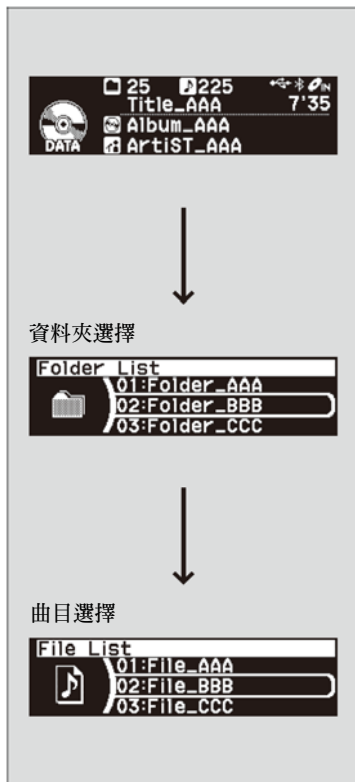 25 225 IN
Title_AAA 7'35
Album_AAA
DATA ArtiST_AAA
資料夾選擇
Folder List
01:Folder_AAA
02:Folder_BBB
03:Folder_CCC
曲目選擇
File List
01:File_AAA
02:File_BBB
03:File_CCC